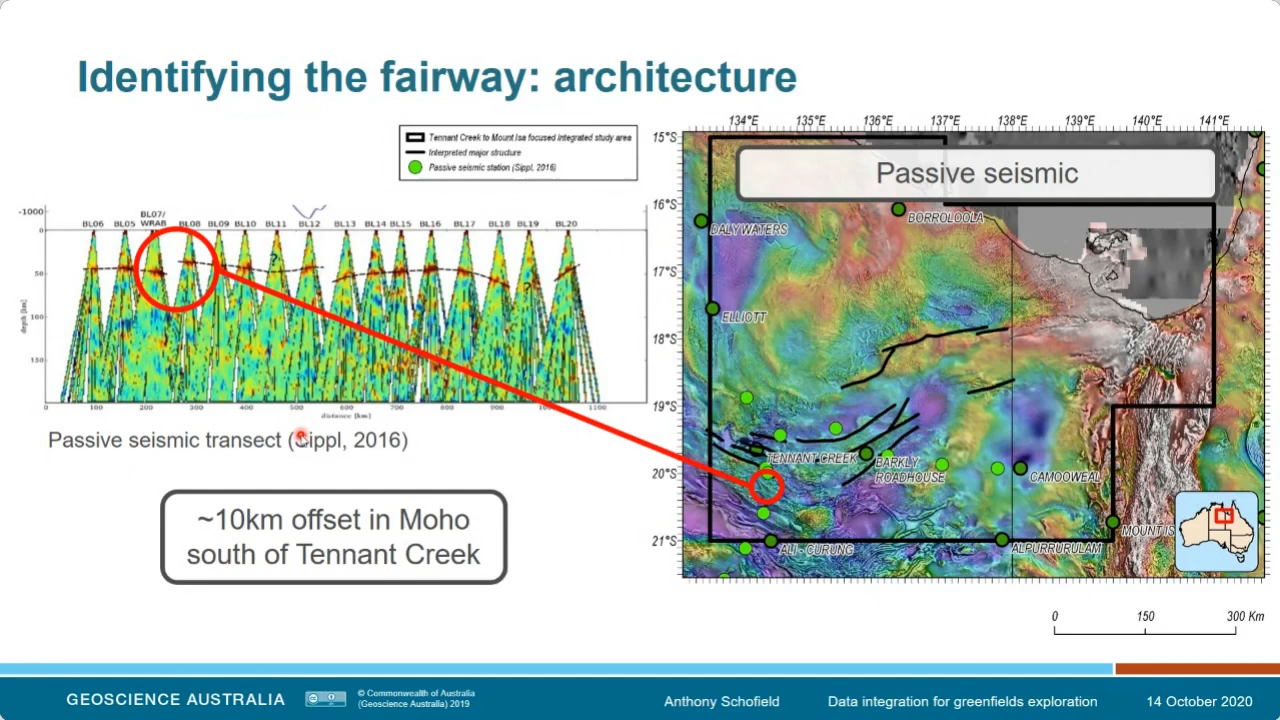 Identifying the fairway: architecture
Tennant Creek to Mount Isa focused integrated study area
Interpreted major structure
Passive seismic station (Sippl, 2016)
-1000
0
50
100
150
depth [km]
BL06 BL05 BL07/ WRAB BL08 BL09 BL10 BL11 BL12 BL13 BL14 BL15 BL16 BL17 BL18 BL19 BL20
?
?
0 100 200 300 400 500 600 700 800 900 1100
distance [km]
Passive seismic transect (Sippl, 2016)
~10km offset in Moho
south of Tennant Creek
134°E 135°E 136°E 137°E 138°E 139°E 140°E 141°E
15°S
16°S
17°S
18°S
19°S
20°S
21°S
Passive seismic
BORROLOOLA
DALY WATERS
ELLIOTT
TENNANT CREEK
BARKLY
ROADHOUSE
CAMOOWEAL
MOUNT IS
ALI - CURUNG
ALPURRURULAM
0 150 300 Km
GEOSCIENCE AUSTRALIA
© Commonwealth of Australia
(Geoscience Australia) 2019
Anthony Schofield
Data integration for greenfields exploration
14 October 2020